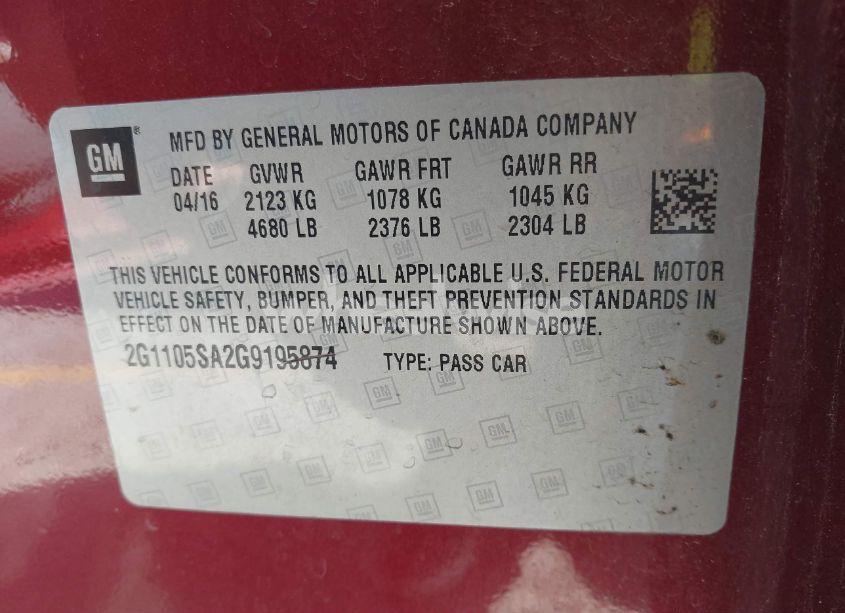 GM
MFD BY GENERAL MOTORS OF CANADA COMPANY
DATE GVWR GAWR FRT GAWR RR
04/16 2123 KG 1078 KG 1045 KG
4680 LB 2376 LB 2304 LB
THIS VEHICLE CONFORMS TO ALL APPLICABLE U.S. FEDERAL MOTOR
VEHICLE SAFETY, BUMPER, AND THEFT PREVENTION STANDARDS IN
EFFECT ON THE DATE OF MANUFACTURE SHOWN ABOVE.
2G1105SA2G9195874 TYPE: PASS CAR